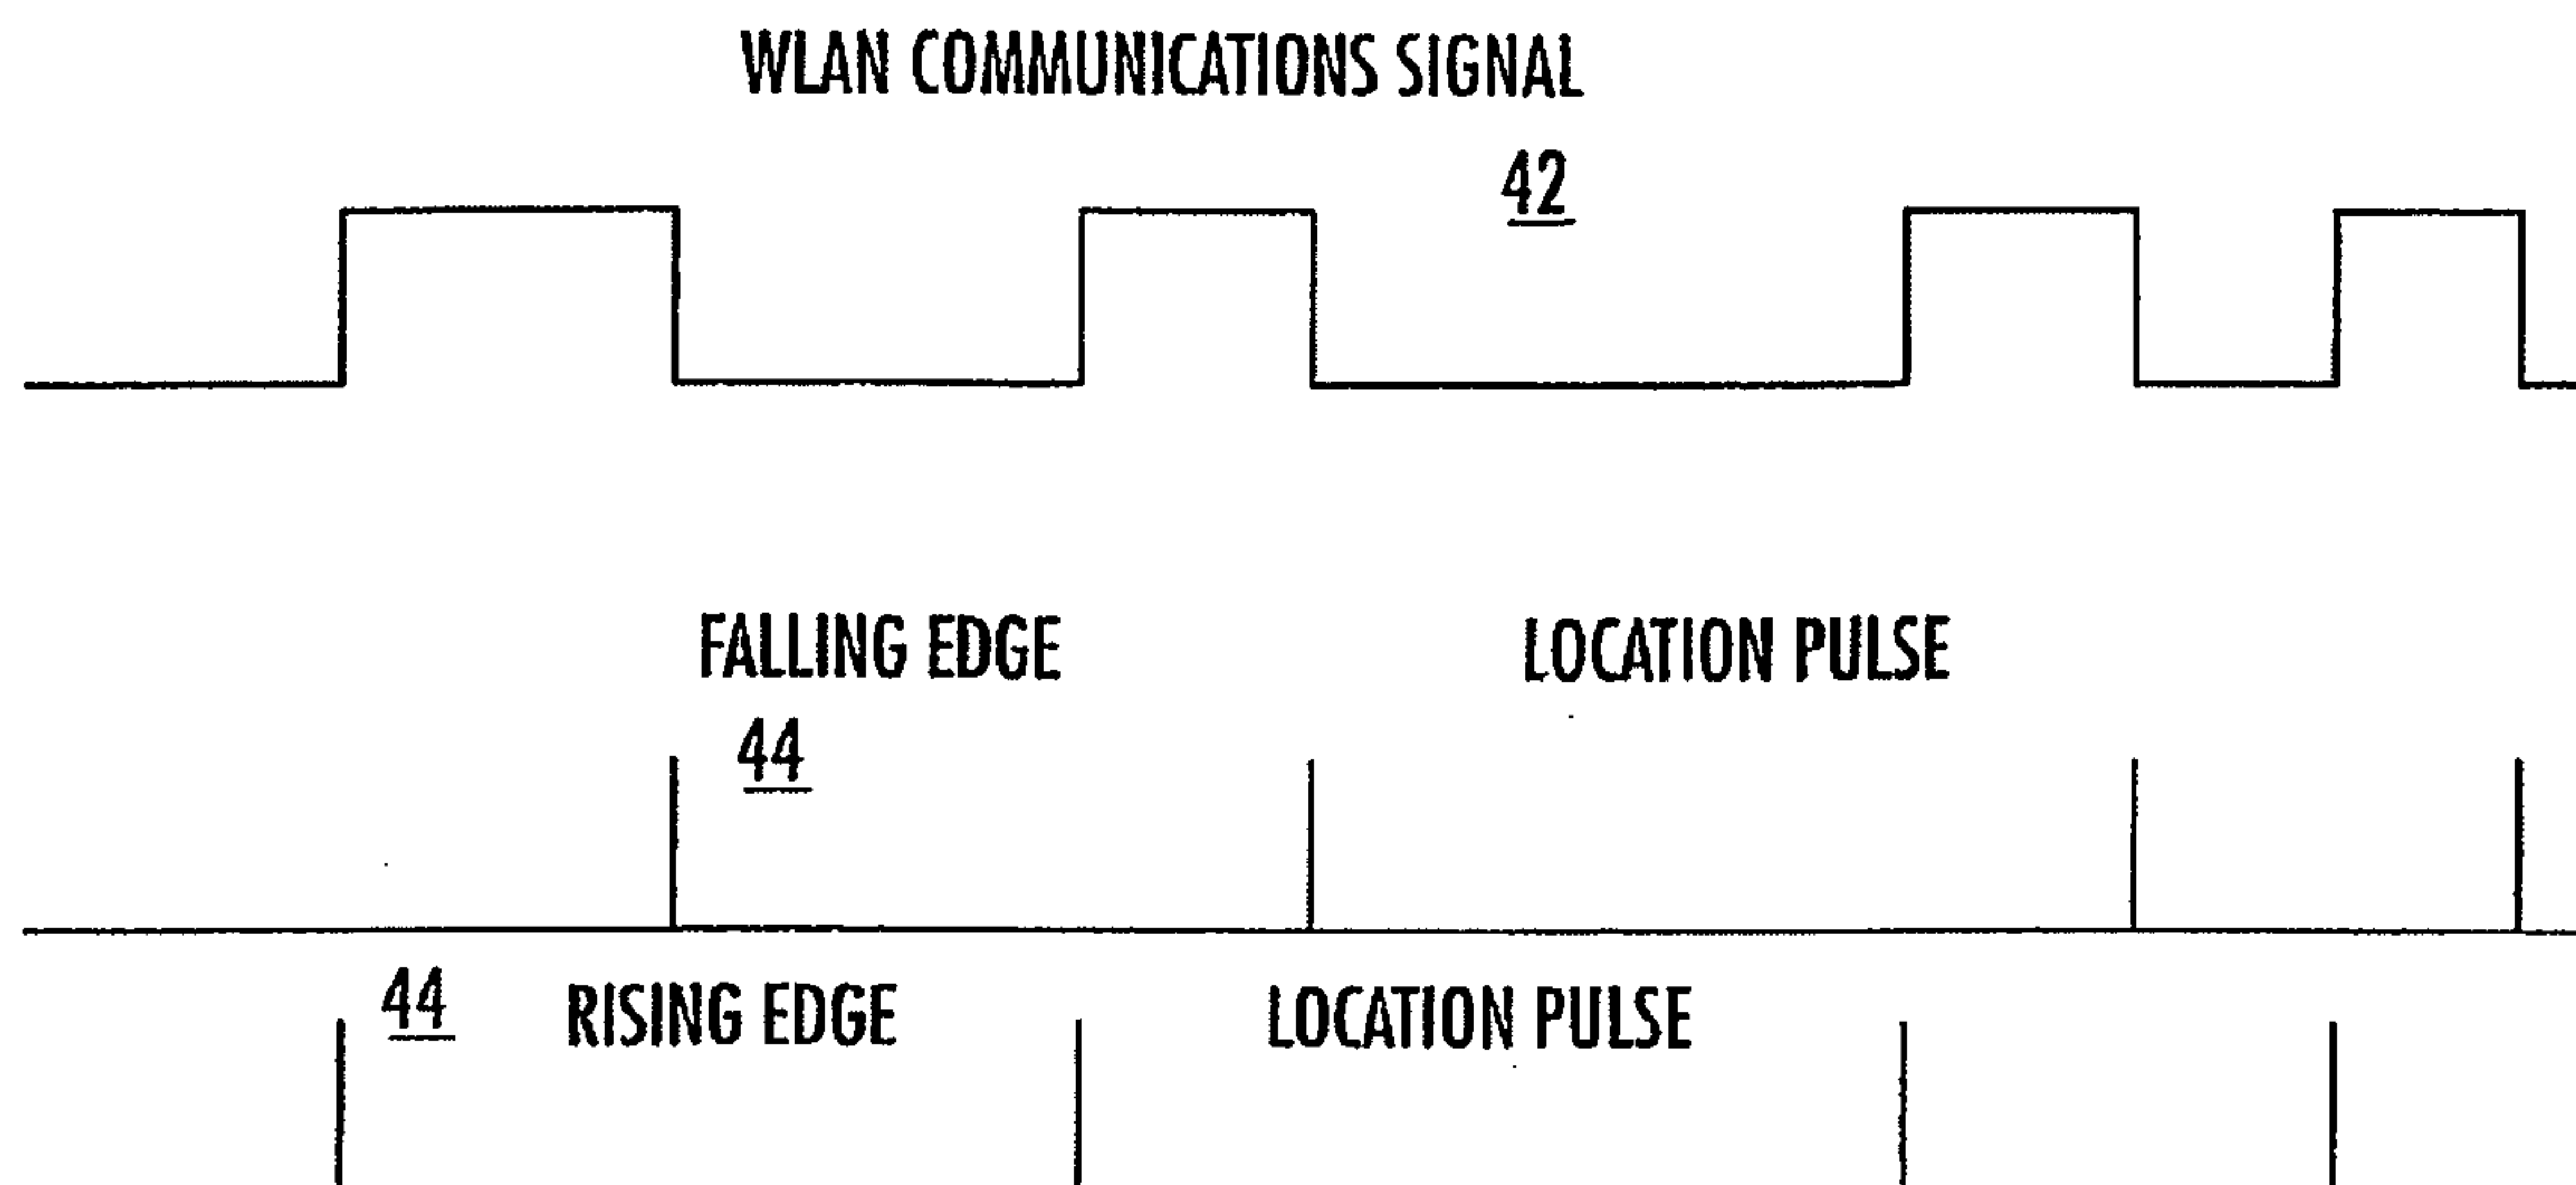 WLAN COMMUNICATIONS SIGNAL
42
FALLING EDGE LOCATION PULSE
44
44 RISING EDGE LOCATION PULSE